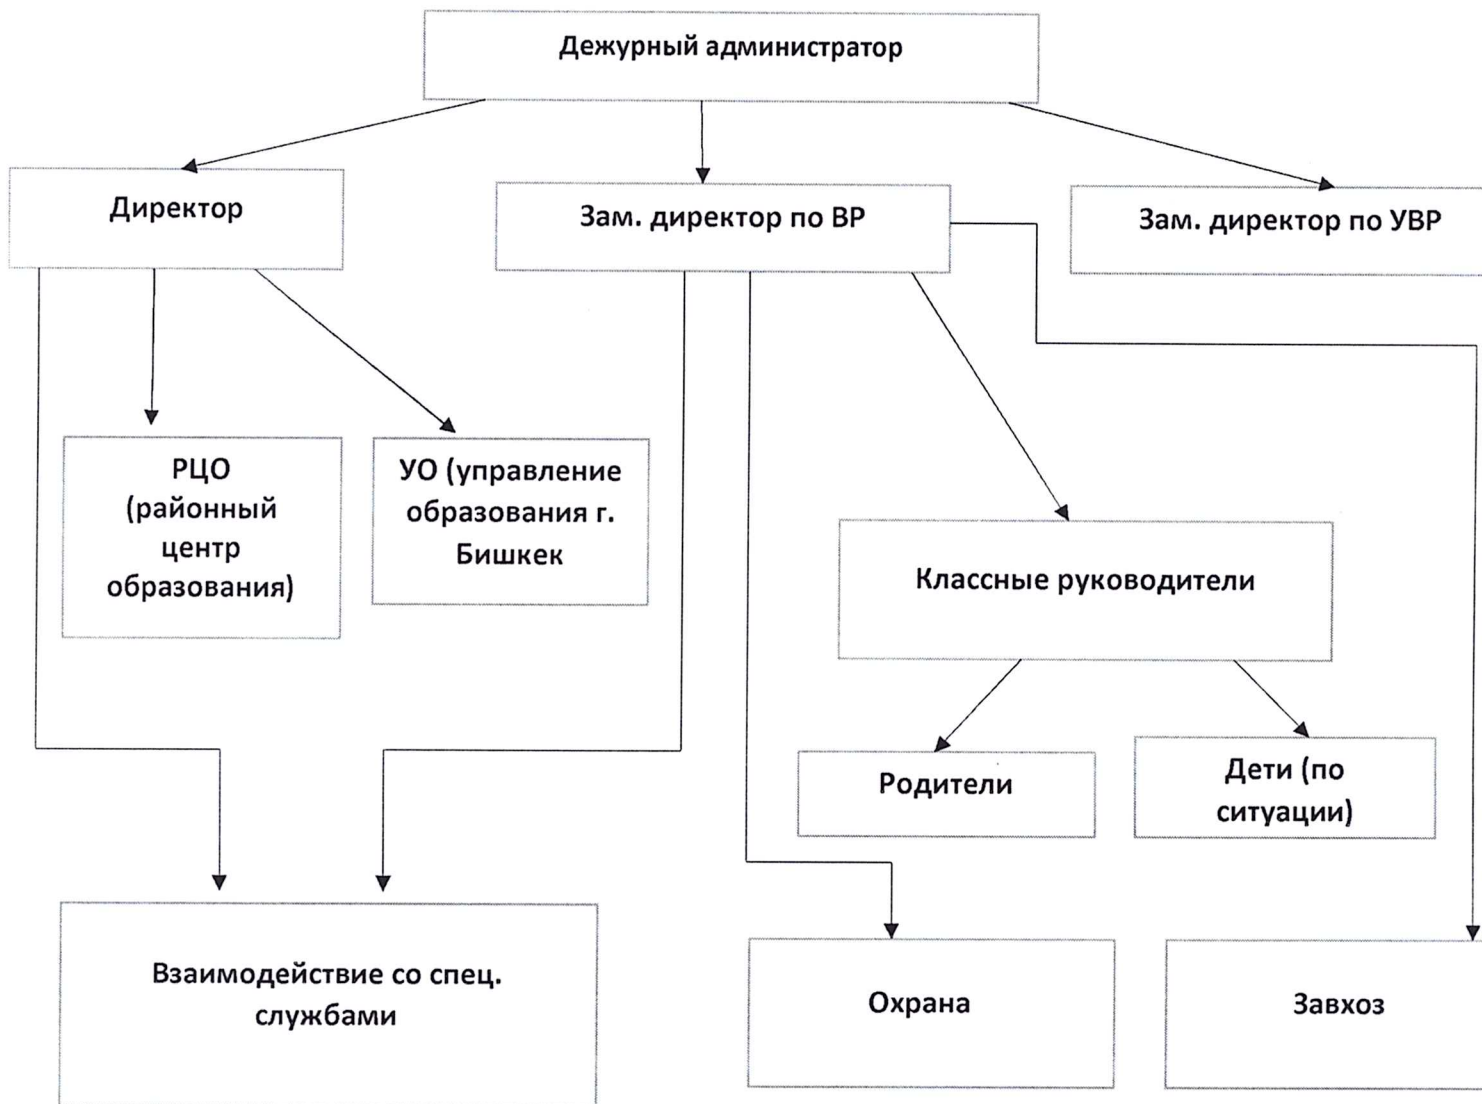 Дежурный администратор
Директор
Зам. директор по ВР
Зам. директор по УВР
РЦО
(районный
центр
образования)
УО (управление
образования г.
Бишкек
Классные руководители
Родители
Дети (по
ситуации)
Взаимодействие со спец.
службами
Охрана
Завхоз